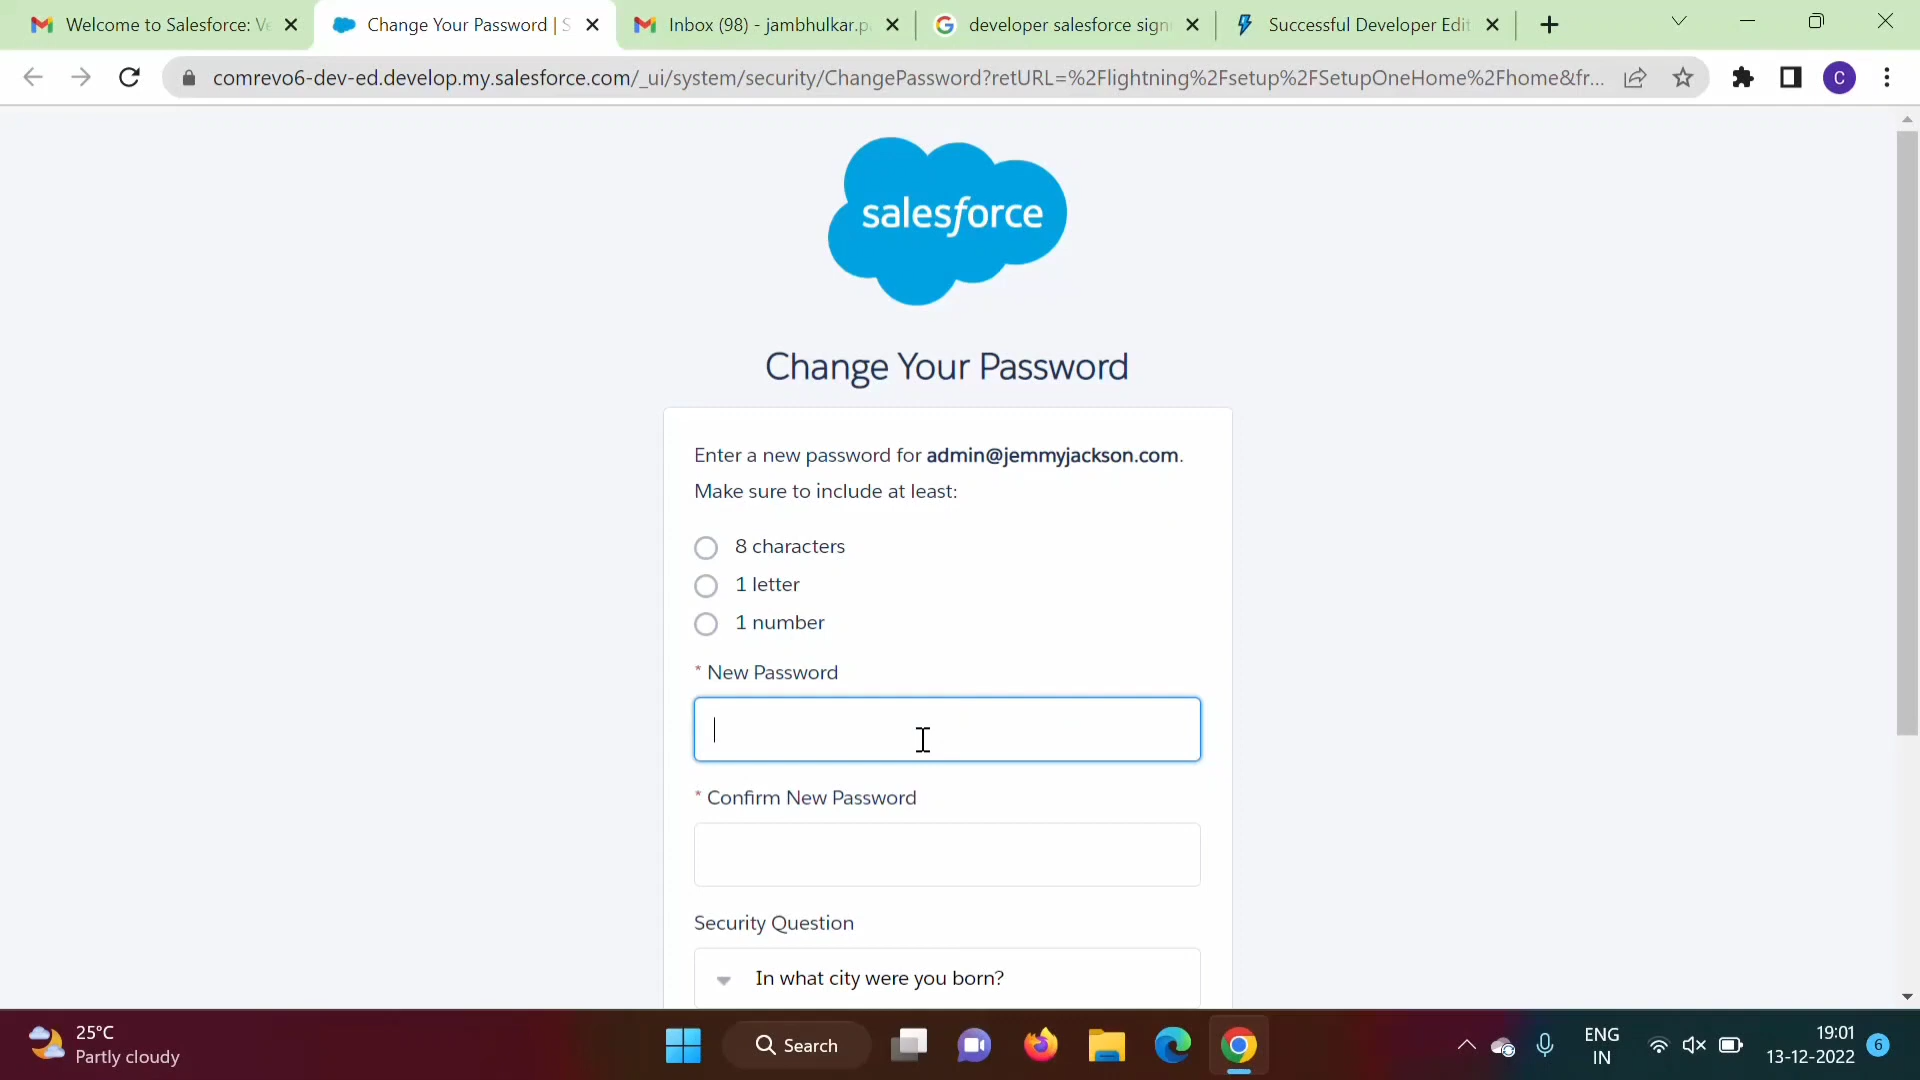 Welcome to Salesforce: Ve
Change Your Password | S
Inbox (98) - jambhulkar.p
developer salesforce sign
Successful Developer Edit
comrevo6-dev-ed.develop.my.salesforce.com/_ui/system/security/ChangePassword?retURL=%2Flightning%2Fsetup%2FSetupOneHome%2Fhome&fr...
C
salesforce
Change Your Password
Enter a new password for admin@jemmyjackson.com.
Make sure to include at least:
8 characters
1 letter
1 number
* New Password
* Confirm New Password
Security Question
In what city were you born?
25°C
Partly cloudy
Search
ENG
IN
19:01
13-12-2022
6